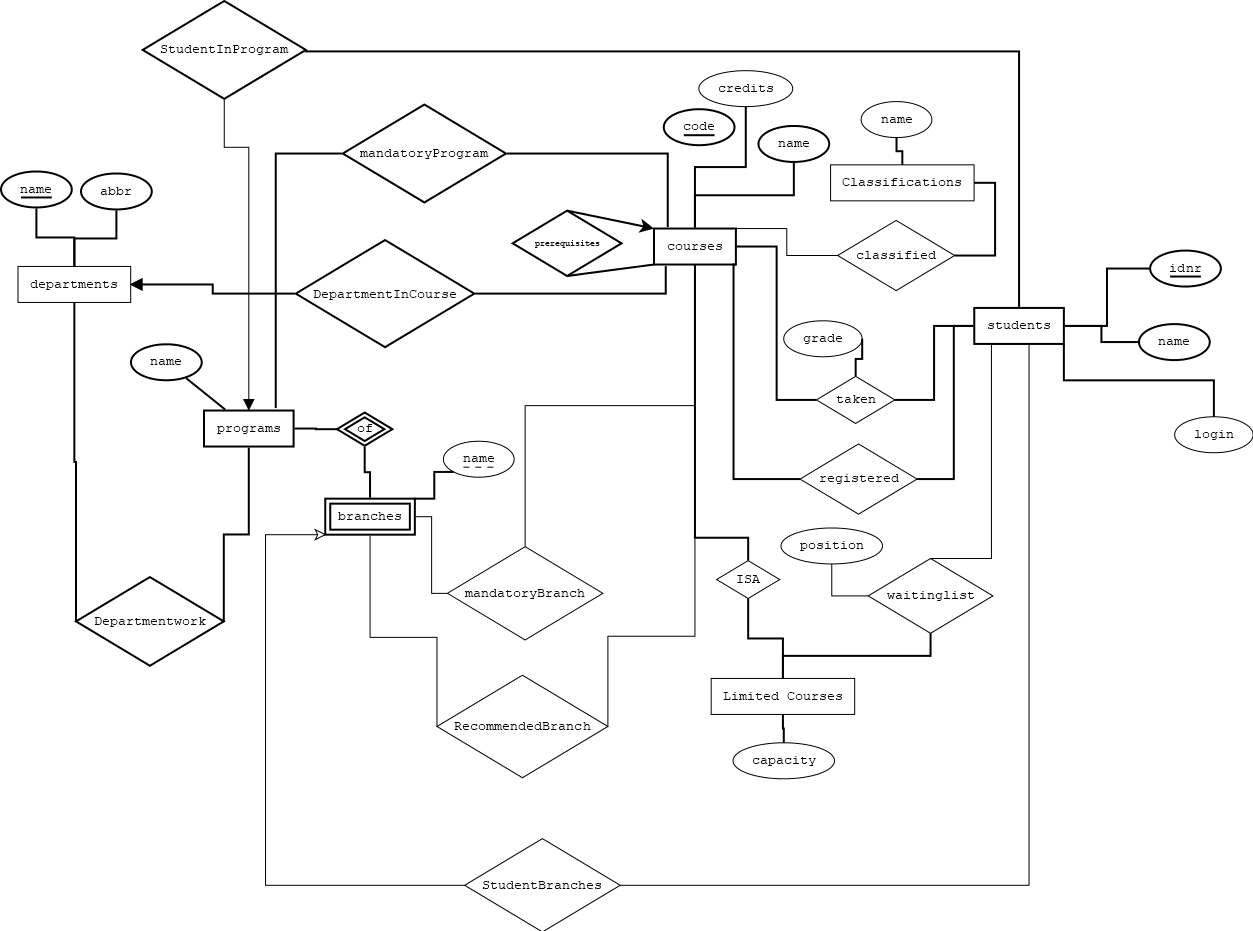 StudentInProgram
credits
code
name
name
mandatoryProgram
name
abbr
Classifications
prerequisites
courses
classified
departments
DepartmentInCourse
idnr
students
grade
name
name
taken
programs
of
login
name
registered
branches
position
ISA
mandatoryBranch
waitinglist
Departmentwork
Limited Courses
RecommendedBranch
capacity
StudentBranches